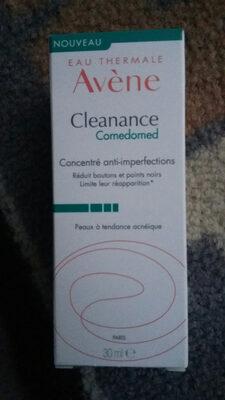 NOUVEAU
EAU THERMALE
Avène
Cleanance
Comedomed
Concentré anti-imperfections
Réduit boutons et points noirs
Limite leur réapparition*
Peaux à tendance acnéique
PARIS
30 ml ℮